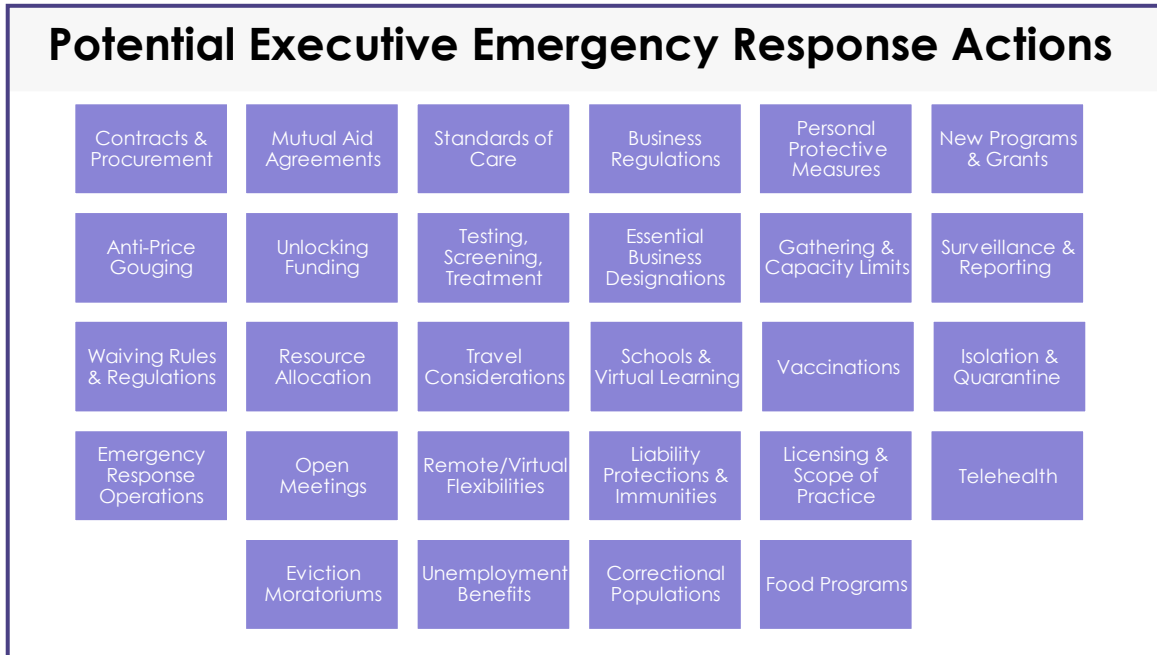 Potential Executive Emergency Response Actions
Contracts &
Procurement
Mutual Aid
Agreements
Standards of
Care
Business
Regulations
Personal
Protective
Measures
New Programs
& Grants
Anti-Price
Gouging
Unlocking
Funding
Testing,
Screening,
Treatment
Essential
Business
Designations
Gathering &
Capacity Limits
Surveillance &
Reporting
Waiving Rules
& Regulations
Resource
Allocation
Travel
Considerations
Schools &
Virtual Learning
Vaccinations
Isolation &
Quarantine
Emergency
Response
Operations
Open
Meetings
Remote/Virtual
Flexibilities
Liability
Protections &
Immunities
Licensing &
Scope of
Practice
Telehealth
Eviction
Moratoriums
Unemployment
Benefits
Correctional
Populations
Food Programs